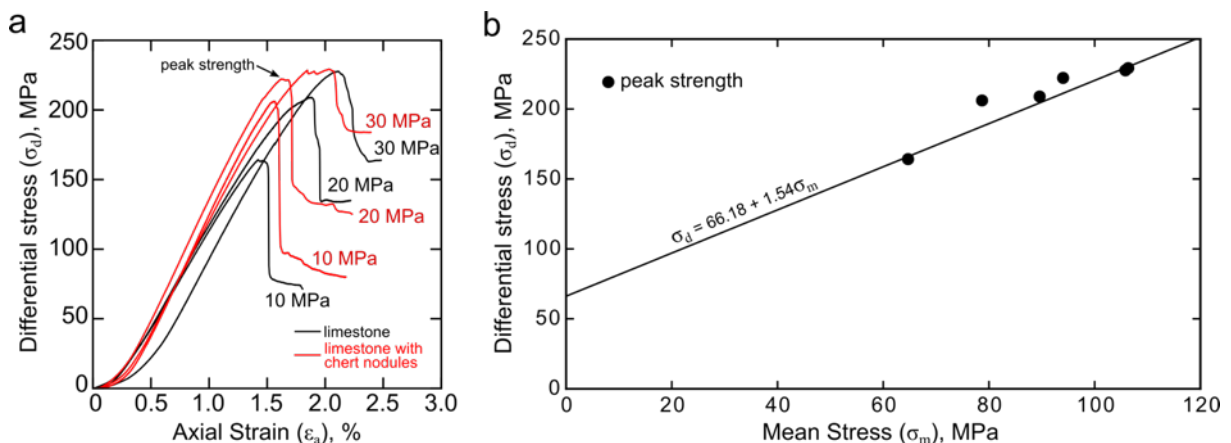 a
250
200
150
100
50
0
Differential stress (σd), MPa
0
0.5
1.0
1.5
2.0
2.5
3.0
Axial Strain (εa), %
peak strength
30 MPa
30 MPa
20 MPa
20 MPa
10 MPa
10 MPa
limestone
limestone with
chert nodules
b
250
200
150
100
50
0
Differential stress (σd), MPa
0
20
40
60
80
100
120
Mean Stress (σm), MPa
peak strength
σd = 66.18 + 1.54σm